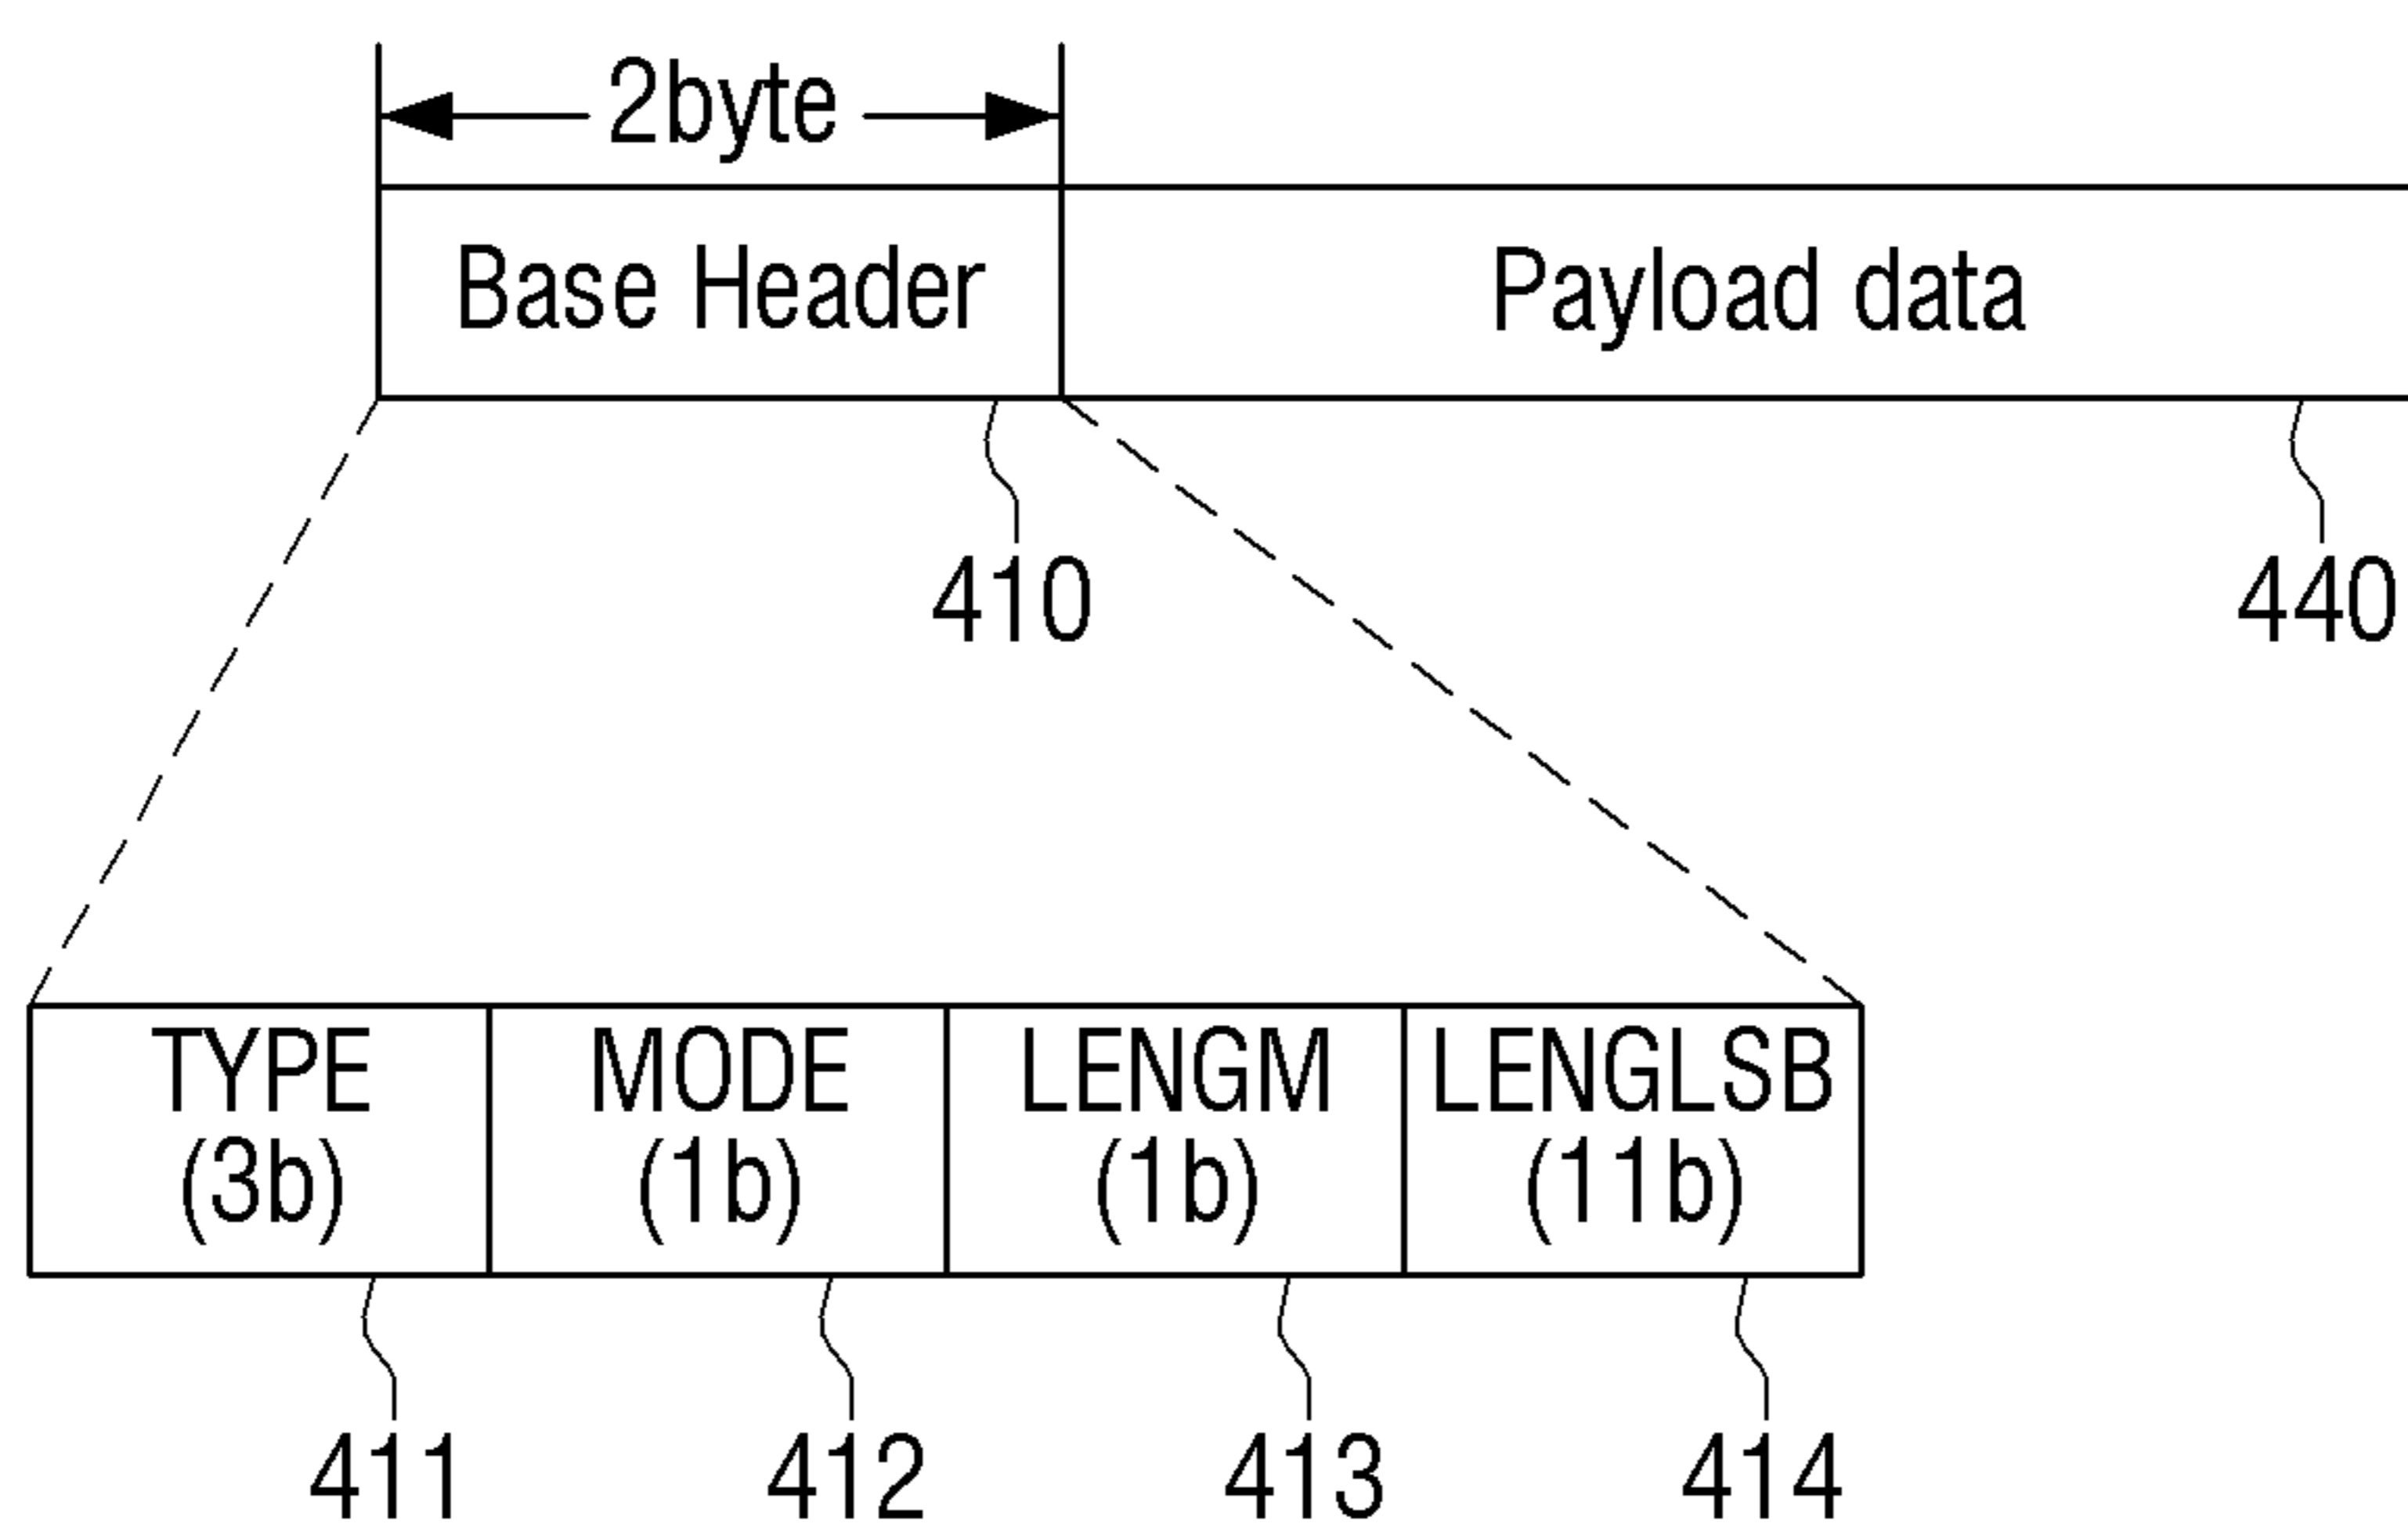 2byte
Base Header Payload data
410 440
TYPE MODE LENGM LENGLSB
(3b) (1b) (1b) (11b)
411 412 413 414